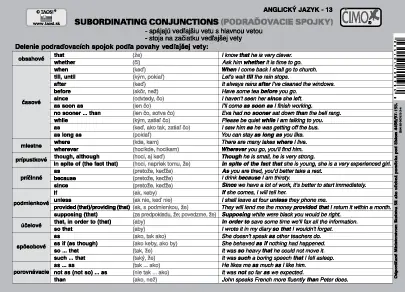 © TAOSI®
www.taosi.sk
ANGLICKÝ JAZYK - 13
SUBORDINATING CONJUNCTIONS (PODRAĎOVACIE SPOJKY)
CIMOX
- spájajú vedľajšiu vetu s hlavnou vetou
- stoja na začiatku vedľajšej vety
Delenie podraďovacích spojok podľa povahy vedľajšej vety:
obsahové
that (že) I know that he is very clever.
whether (či) Ask him whether it is time to go.
časové
when (keď) When I come back I shall go to church.
till, until (kým, pokiaľ) Let's wait till the rain stops.
after (keď) It always rains after I've cleaned the windows.
before (skôr, než) Have some tea before you go.
since (odvtedy, čo) I haven't seen her since she left.
as soon as (len čo) I'll come as soon as I finish working.
no sooner ... than (len čo, sotva čo) Eva had no sooner sat down than the bell rang.
while (kým, zatiaľ čo) Please be quiet while I am talking to you.
as (keď, ako tak, zatiaľ čo) I saw him as he was getting off the bus.
as long as (pokiaľ) You can stay as long as you like.
miestne
where (kde, kam) There are many takes where I live.
wherever (hocikde, hockam) Wherever you go, you'll find him.
prípustkové
though, although (hoci, aj keď) Though he is small, he is very strong.
in spite of (the fact that) (hoci, napriek tomu, že) In spite of the fact that she is young, she is a very experienced girl.
príčinné
as (pretože, keďže) As you are tired, you'd better take a rest.
because (pretože, keďže) I drink because I am thirsty.
since (pretože, keďže) Since we have a lot of work, it's better to start immediately.
podmienkové
if (ak, keby) If she comes, I will tell her.
unless (ak nie, keď nie) I shall leave at four unless they phone me.
provided (that)/providing (that) (ak, s podmienkou, že) They will lend me the money provided that I return it within a week.
supposing (that) (za predpokladu, že; povedzme, že) Supposing white were black you would be right.
účelové
that, in order to (that) (aby) In order to save some time we'll fax all the information.
so that (aby) I wrote it in my diary so that I wouldn't forget.
spôsobové
as (ako, tak ako) She doesn't speak as other teachers do.
as if (as though) (ako keby, ako by) She behaved as if nothing had happened.
so ... that (tak, že) It was so heavy that he could not move it.
such ... that (taký, že) It was such a boring speech that I fell asleep.
porovnávacie
as ... as (tak ... ako) He likes me as much as I like him.
not as (not so) ... as (nie tak ... ako) It was not so far as we expected.
than (ako, než) John speaks French more fluently than Peter does.